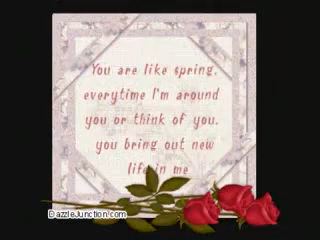 You are like spring,
everytime I'm around
you or think of you.
you bring out new
life in me
DazzleJunction.com